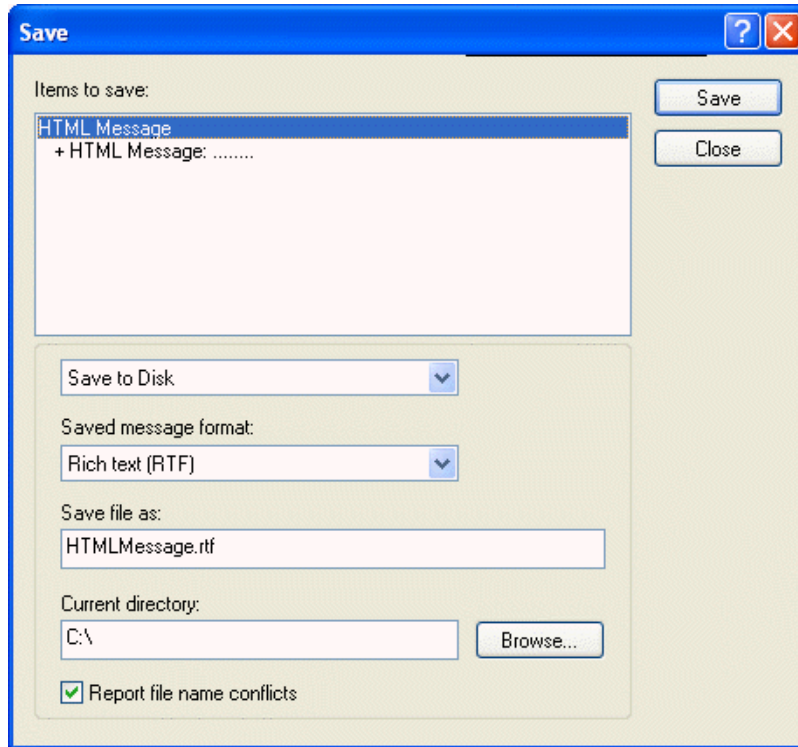 Save
Items to save:
Save
HTML Message
+ HTML Message: ........
Close
Save to Disk
Saved message format:
Rich text (RTF)
Save file as:
HTMLMessage.rtf
Current directory:
C:\
Browse...
Report file name conflicts